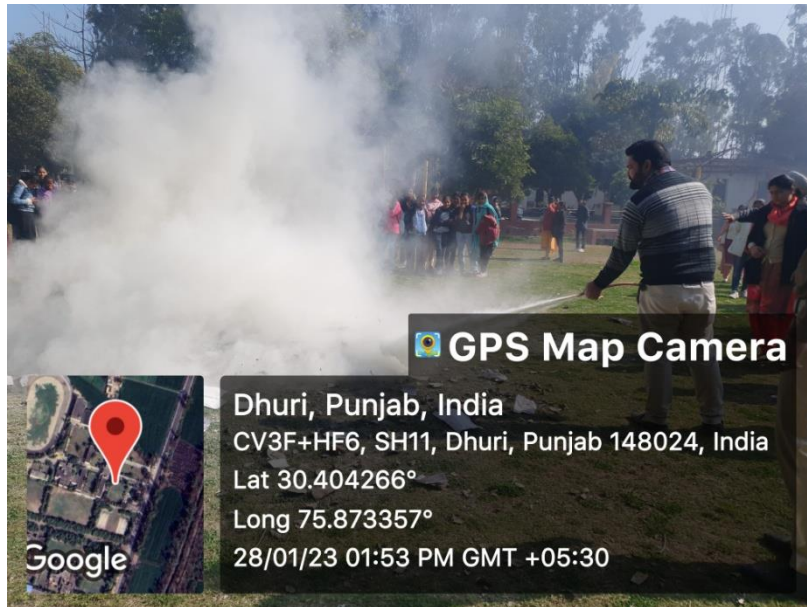 GPS Map Camera
Dhuri, Punjab, India
CV3F+HF6, SH11, Dhuri, Punjab 148024, India
Lat 30.404266°
Long 75.873357°
28/01/23 01:53 PM GMT +05:30
Google